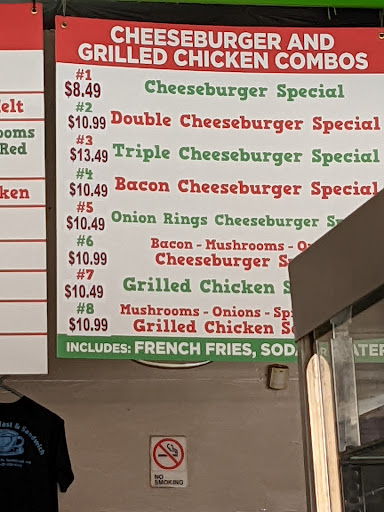 CHEESEBURGER AND
GRILLED CHICKEN COMBOS
#1
$8.49 Cheeseburger Special
#2
$10.99 Double Cheeseburger Special
#3
$13.49 Triple Cheeseburger Special
#4
$10.49 Bacon Cheeseburger Special
#5
$10.49 Onion Rings Cheeseburger
#6 Bacon - Mushrooms -
$10.99 Cheeseburger
#7
$10.49 Grilled Chicken
#8 Mushrooms - Onions -
$10.99 Grilled Chicken
INCLUDES: FRENCH FRIES, SODA
Red
NO
SMOKING